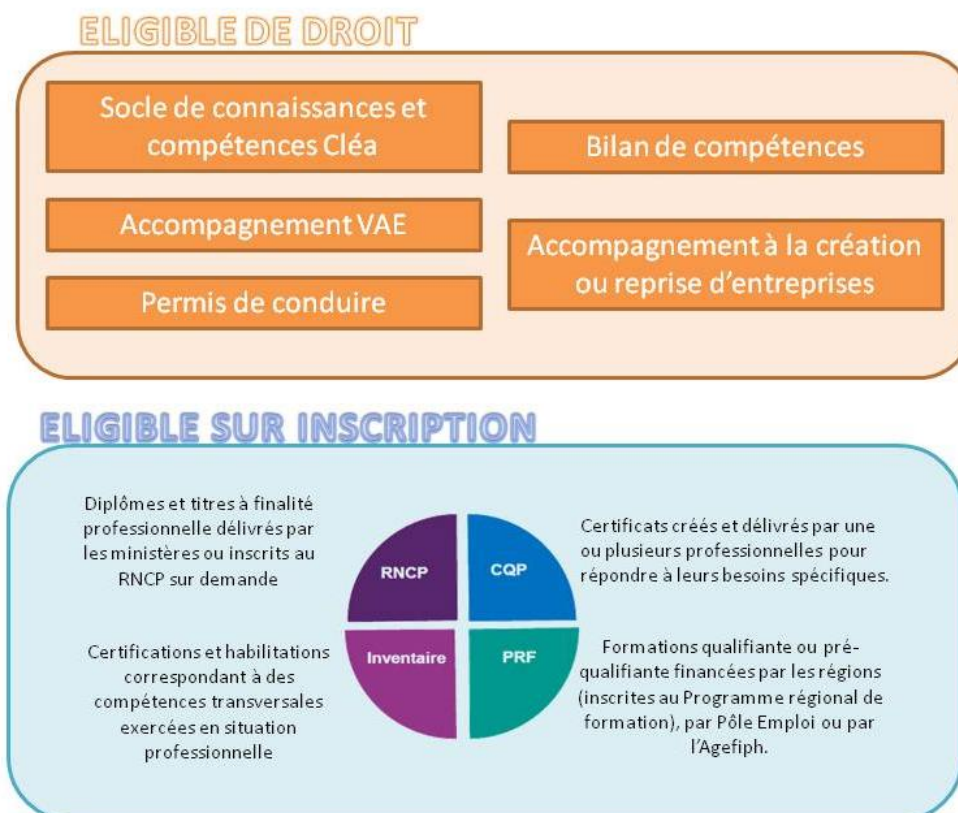 ELIGIBLE DE DROIT
Socle de connaissances et
compétences Cléa
Bilan de compétences
Accompagnement VAE
Accompagnement à la création
ou reprise d'entreprises
Permis de conduire
ELIGIBLE SUR INSCRIPTION
Diplômes et titres à finalité
professionnelle délivrés par
les ministères ou inscrits au
RNCP sur demande
RNCP
CQP
Certificats créés et délivrés par une
ou plusieurs professionnelles pour
répondre à leurs besoins spécifiques.
Certifications et habilitations
correspondant à des
compétences transversales
exercées en situation
professionnelle
Inventaire
PRF
Formations qualifiante ou pré-
qualifiante financées par les régions
(inscrites au Programme régional de
formation), par Pôle Emploi ou par
l'Agefiph.